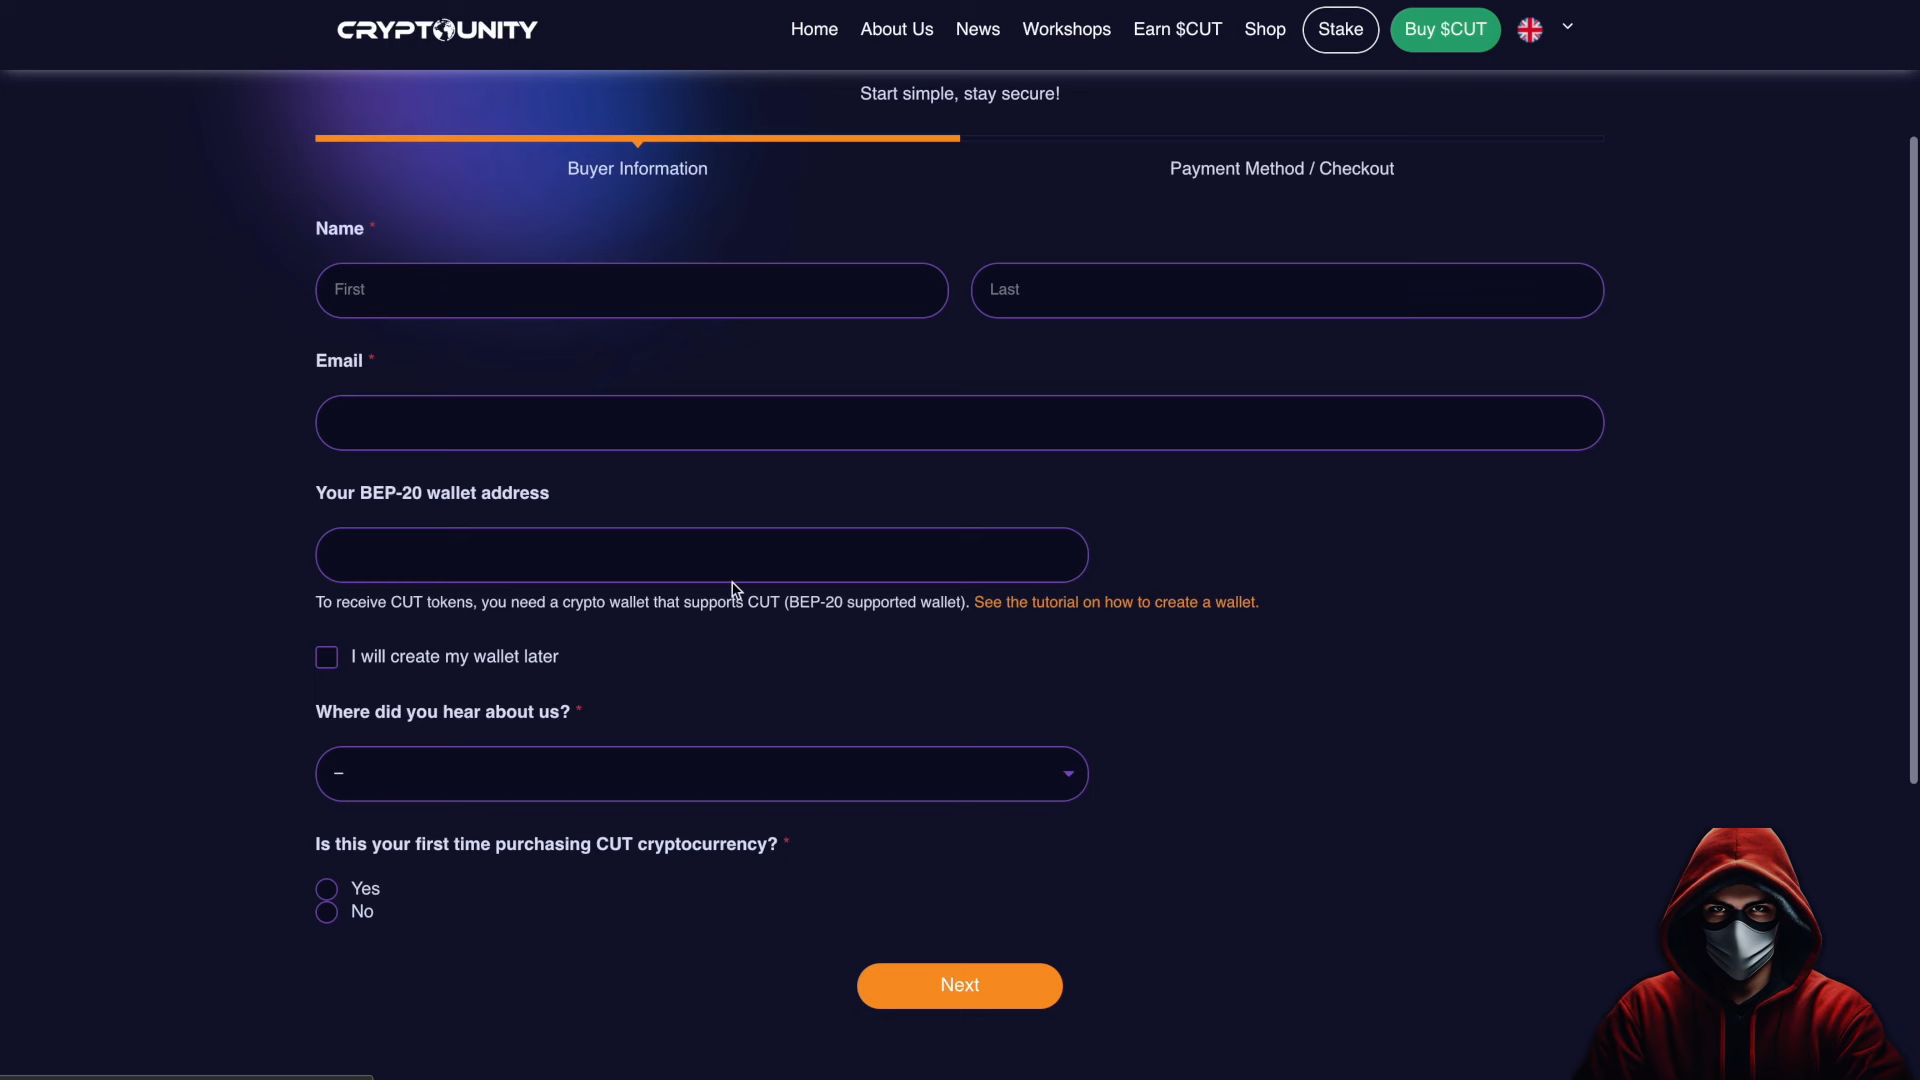 CRYPTOUNITY
Home About Us News Workshops Earn $CUT Shop Stake Buy $CUT
Start simple, stay secure!
Buyer Information
Payment Method / Checkout
Name *
First
Last
Email *
Your BEP-20 wallet address
To receive CUT tokens, you need a crypto wallet that supports CUT (BEP-20 supported wallet). See the tutorial on how to create a wallet.
I will create my wallet later
Where did you hear about us? *
–
Is this your first time purchasing CUT cryptocurrency? *
Yes
No
Next